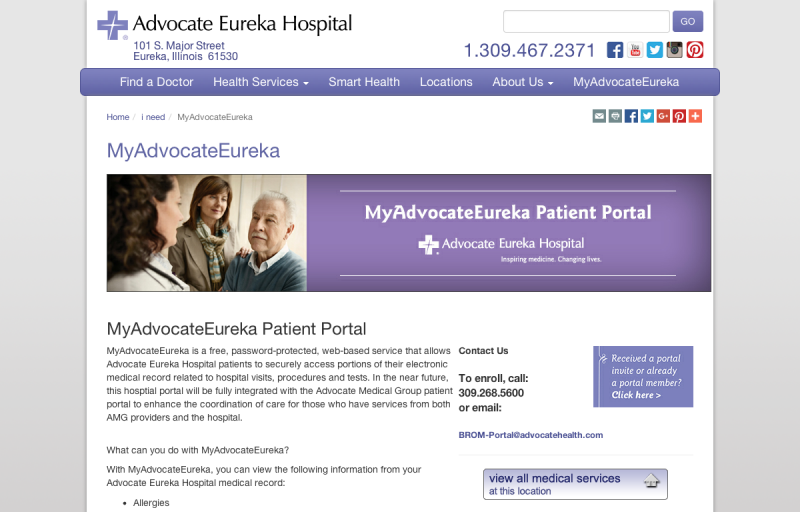 Advocate Eureka Hospital
101 S. Major Street
Eureka, Illinois 61530
GO
1.309.467.2371
Find a Doctor Health Services Smart Health Locations About Us MyAdvocateEureka
Home / i need / MyAdvocateEureka
MyAdvocateEureka
MyAdvocateEureka Patient Portal
Advocate Eureka Hospital
Inspiring medicine. Changing lives.
MyAdvocateEureka Patient Portal
MyAdvocateEureka is a free, password-protected, web-based service that allows
Advocate Eureka Hospital patients to securely access portions of their electronic
medical record related to hospital visits, procedures and tests. In the near future,
this hosptial portal will be fully integrated with the Advocate Medical Group patient
portal to enhance the coordination of care for those who have services from both
AMG providers and the hospital.
What can you do with MyAdvocateEureka?
With MyAdvocateEureka, you can view the following information from your
Advocate Eureka Hospital medical record:
• Allergies
Contact Us
To enroll, call:
309.268.5600
or email:
BROM-Portal@advocatehealth.com
Received a portal
invite or already
a portal member?
Click here >
view all medical services
at this location